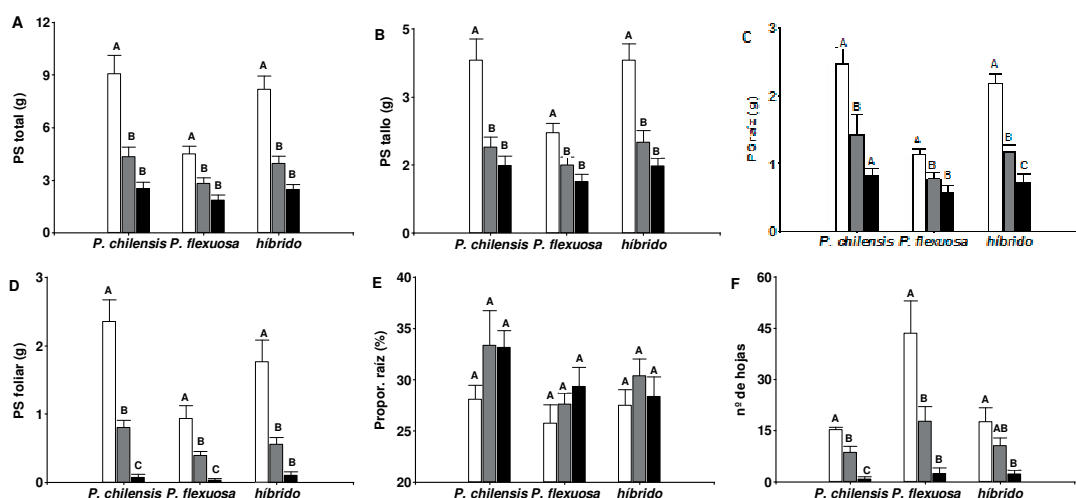 A
12
9
6
3
0
PS total (g)
A
B
B
A
B
B
A
B
B
P. chilensis
P. flexuosa
híbrido
B
5
3
2
0
PS tallo (g)
A
B
B
A
B
B
A
B
B
P. chilensis
P. flexuosa
híbrido
C
3
2
1
0
PS raíz (g)
A
B
A
A
B
B
A
B
C
P. chilensis
P. flexuosa
híbrido
D
3
2
1
0
PS foliar (g)
A
B
C
A
B
C
A
B
B
P. chilensis
P. flexuosa
híbrido
E
40
35
30
25
20
Propor. raíz (%)
A
A
A
A
A
A
A
A
A
P. chilensis
P. flexuosa
híbrido
F
60
45
30
15
0
nº de hojas
A
B
C
A
B
B
A
AB
B
P. chilensis
P. flexuosa
híbrido